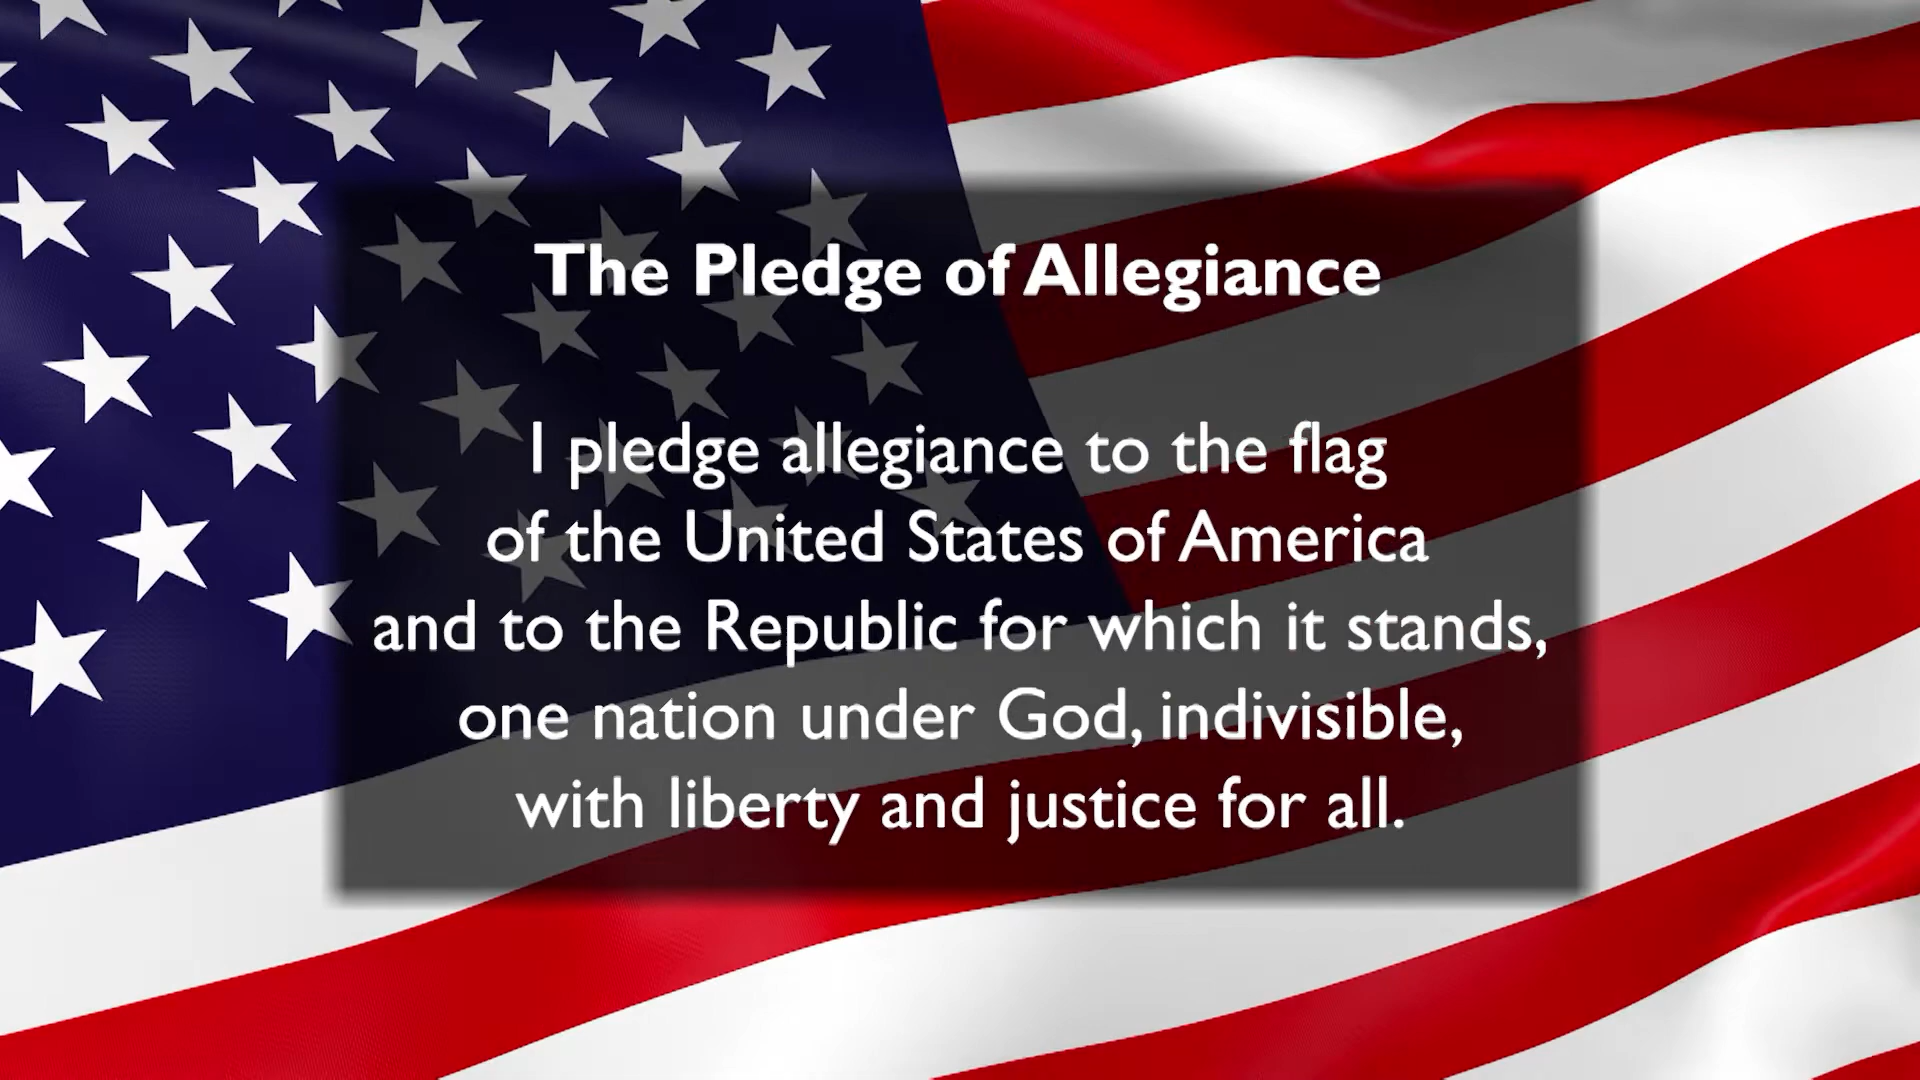 The Pledge of Allegiance
I pledge allegiance to the flag
of the United States of America
and to the Republic for which it stands,
one nation under God, indivisible,
with liberty and justice for all.